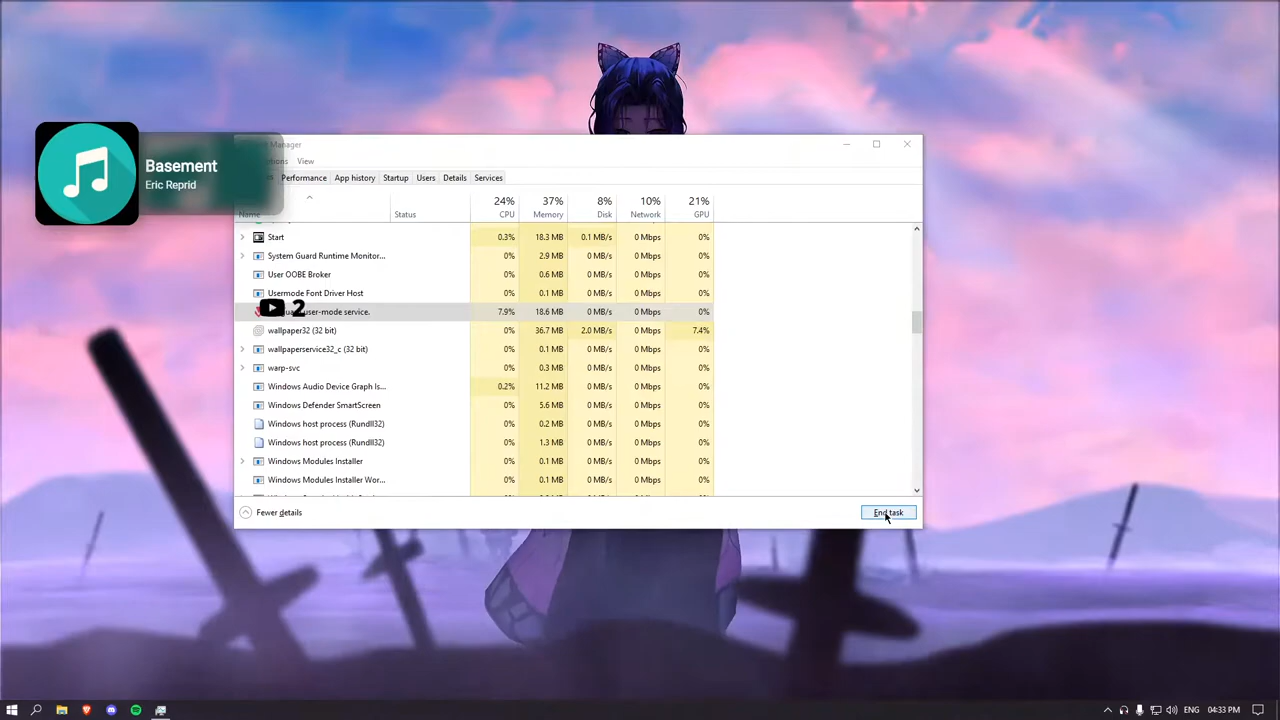 Basement
Eric Reprid
Manager
View
Performance App history Startup Users Details Services
24% 37% 8% 10% 21%
Name Status CPU Memory Disk Network GPU
Start 0.3% 18.3 MB 0.1 MB/s 0 Mbps 0%
System Guard Runtime Monitor... 0% 2.9 MB 0 MB/s 0 Mbps 0%
User OOBE Broker 0% 0.6 MB 0 MB/s 0 Mbps 0%
Usermode Font Driver Host 0% 0.1 MB 0 MB/s 0 Mbps 0%
2 user-mode service. 7.9% 18.6 MB 0 MB/s 0 Mbps 0%
wallpaper32 (32 bit) 0% 36.7 MB 2.0 MB/s 0 Mbps 7.4%
wallpaperservice32_c (32 bit) 0% 0.1 MB 0 MB/s 0 Mbps 0%
warp-svc 0% 0.3 MB 0 MB/s 0 Mbps 0%
Windows Audio Device Graph Is... 0.2% 11.2 MB 0 MB/s 0 Mbps 0%
Windows Defender SmartScreen 0% 5.6 MB 0 MB/s 0 Mbps 0%
Windows host process (Rundll32) 0% 0.2 MB 0 MB/s 0 Mbps 0%
Windows host process (Rundll32) 0% 1.3 MB 0 MB/s 0 Mbps 0%
Windows Modules Installer 0% 0.1 MB 0 MB/s 0 Mbps 0%
Windows Modules Installer Wor... 0% 0.1 MB 0 MB/s 0 Mbps 0%
Fewer details End task
ENG 04:33 PM